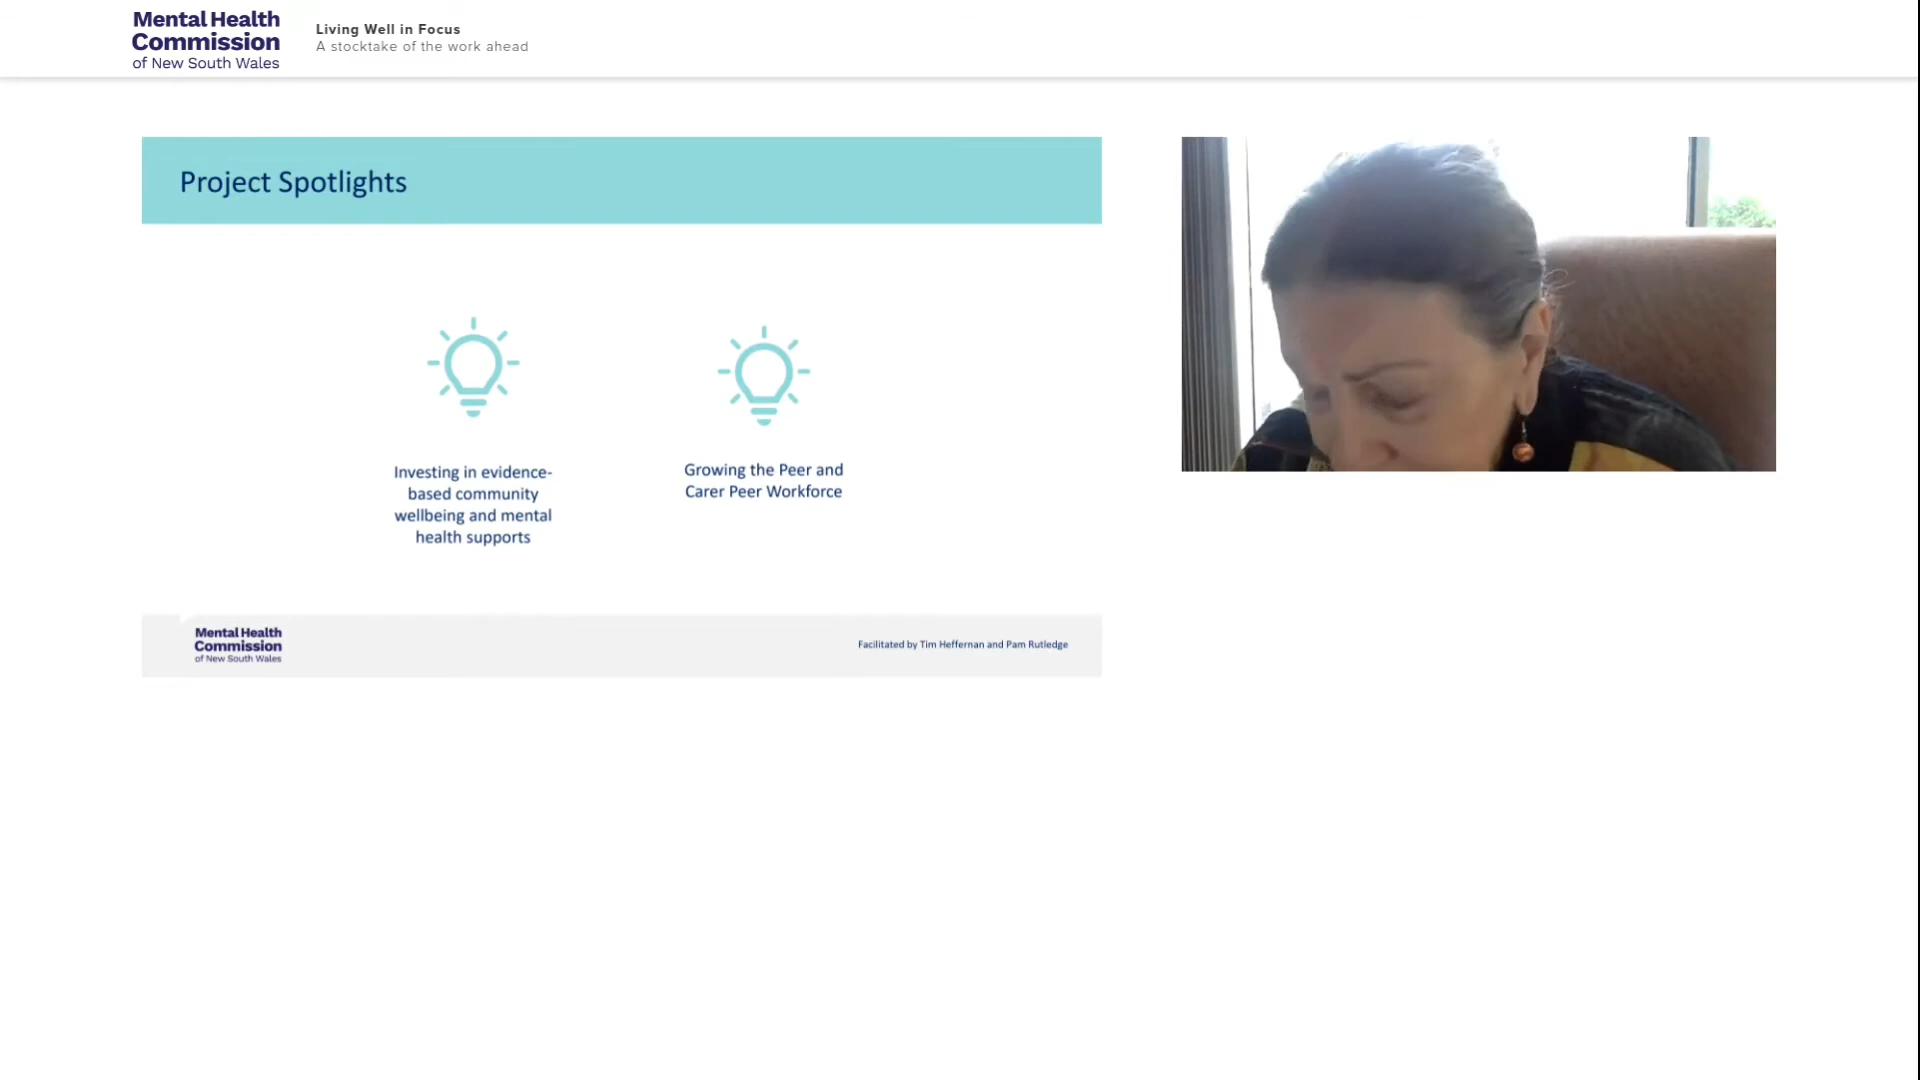 Mental Health
Commission
of New South Wales
Living Well in Focus
A stocktake of the work ahead
Project Spotlights
Investing in evidence-
based community
wellbeing and mental
health supports
Growing the Peer and
Carer Peer Workforce
Mental Health
Commission
of New South Wales
Facilitated by Tim Heffernan and Pam Rutledge